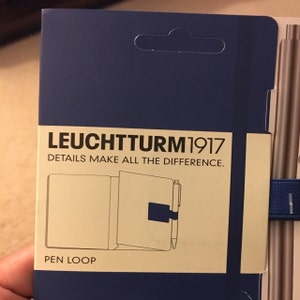 LEUCHTTURM1917
DETAILS MAKE ALL THE DIFFERENCE.
PEN LOOP